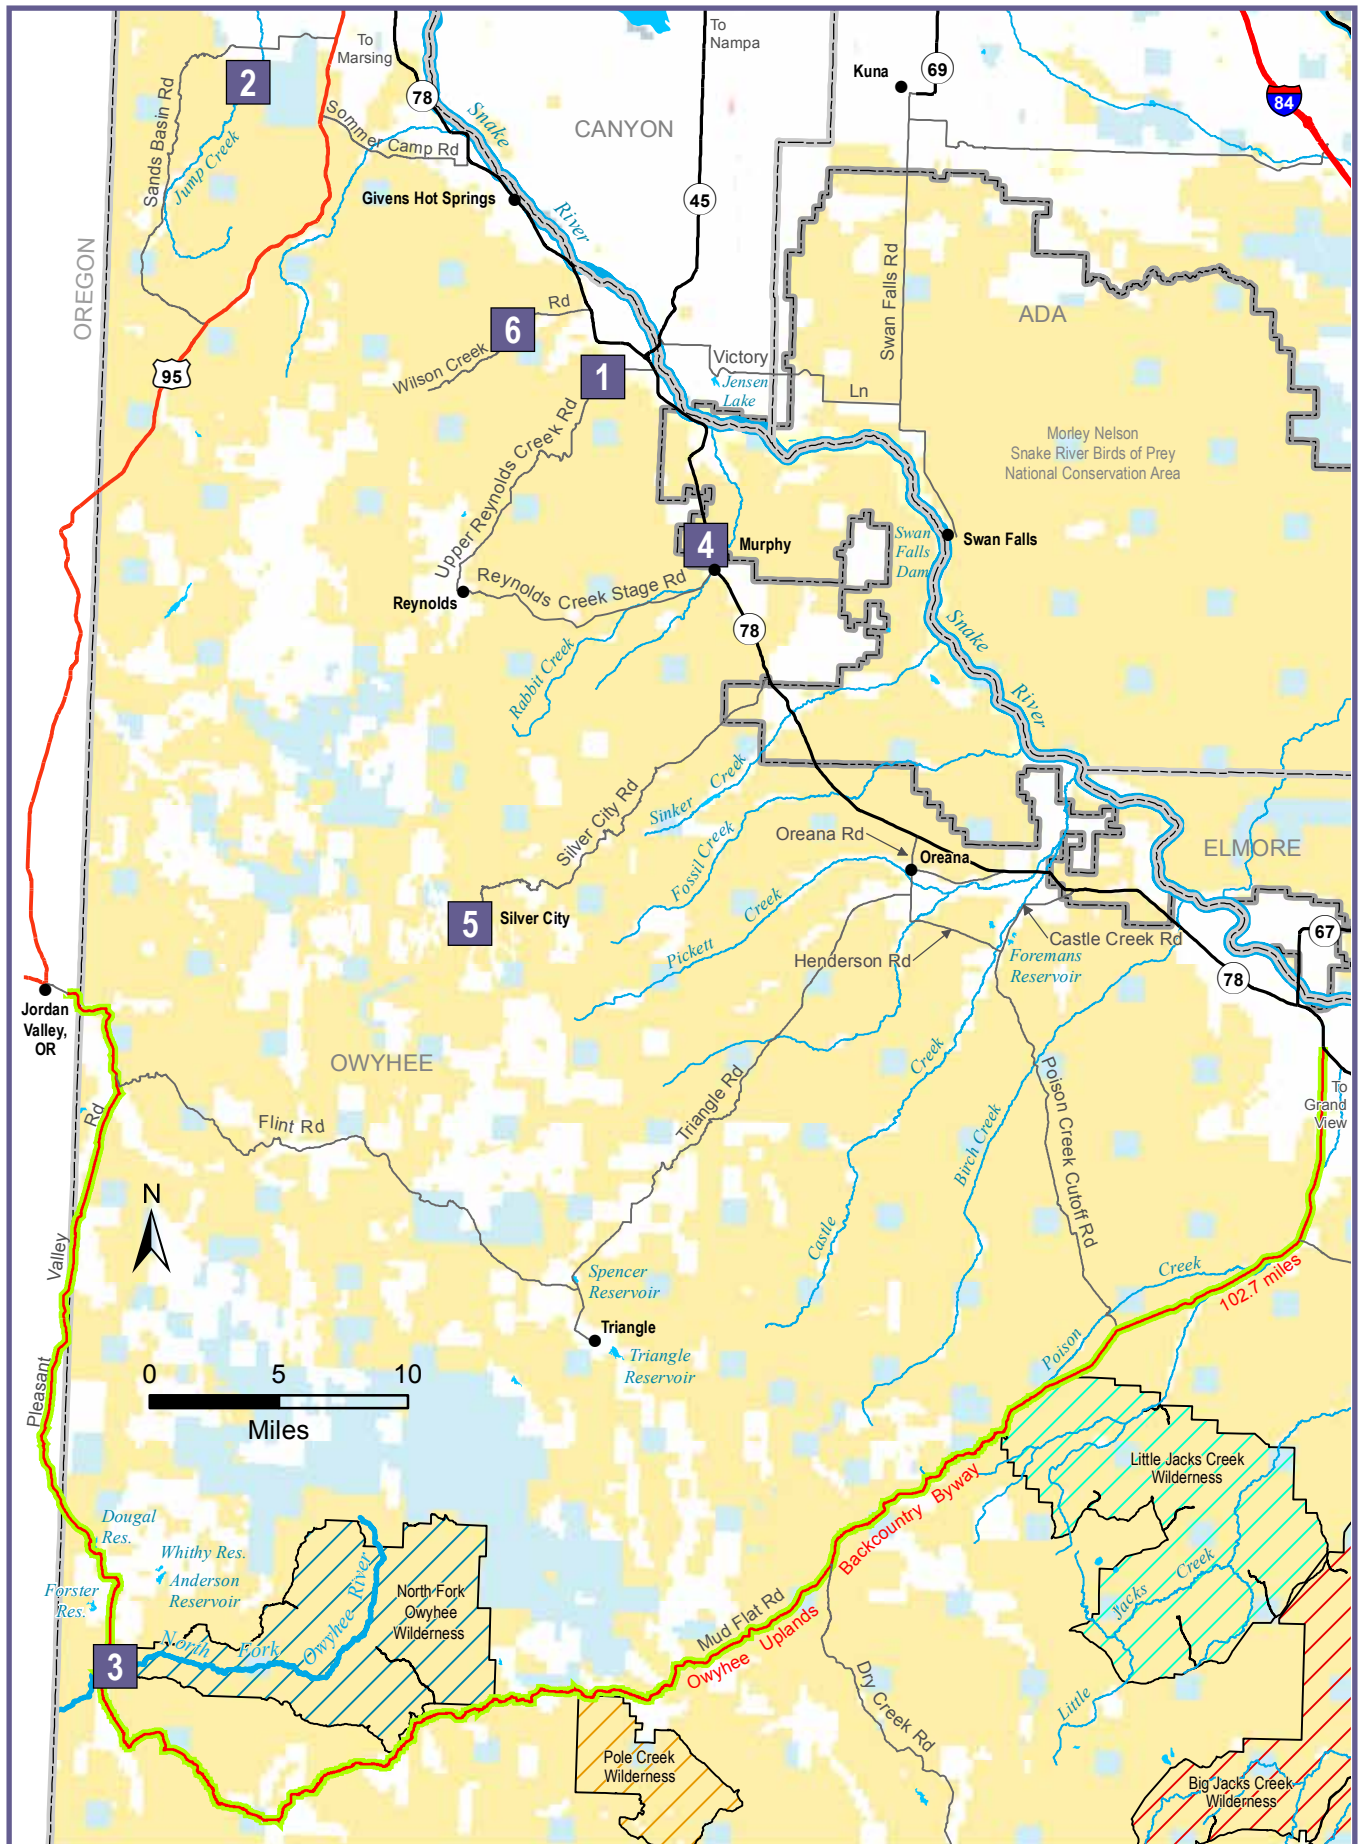 To
Marsing
To
Nampa
Kuna
69
84
2
78
Snake
CANYON
Sands Basin Rd
Jump Creek
Sommer Camp Rd
Givens Hot Springs
River
45
OREGON
Swan Falls Rd
ADA
Rd
6
Wilson Creek
95
1
Victory
Jensen
Lake
Ln
Morley Nelson
Snake River Birds of Prey
National Conservation Area
Upper Reynolds Creek Rd
4
Murphy
Swan
Falls
Dam
Swan Falls
Reynolds
Reynolds Creek Stage Rd
78
Snake
Rabbit Creek
River
Sinker Creek
Silver City Rd
Fossil Creek
Oreana Rd
Oreana
ELMORE
Pickett Creek
5
Silver City
Castle Creek Rd
67
Henderson Rd
Foremans
Reservoir
78
Jordan
Valley,
OR
OWYHEE
Creek
Poison Creek Cutoff Rd
To
Grand
View
Rd
Flint Rd
Triangle Rd
Birch Creek
N
Castle
Valley
Creek
Spencer
Reservoir
102.7 miles
Triangle
Poison
Triangle
Reservoir
0 5 10
Miles
Pleasant
Little Jacks Creek
Wilderness
Backcountry Byway
Dougal
Res.
Whithy Res.
Anderson
Reservoir
Forster
Res.
Owyhee River
North Fork
Owyhee
Wilderness
Jacks Creek
Mud Flat Rd
Owyhee Uplands
North Fork
3
Dry Creek Rd
Little
Pole Creek
Wilderness
Big Jacks Creek
Wilderness